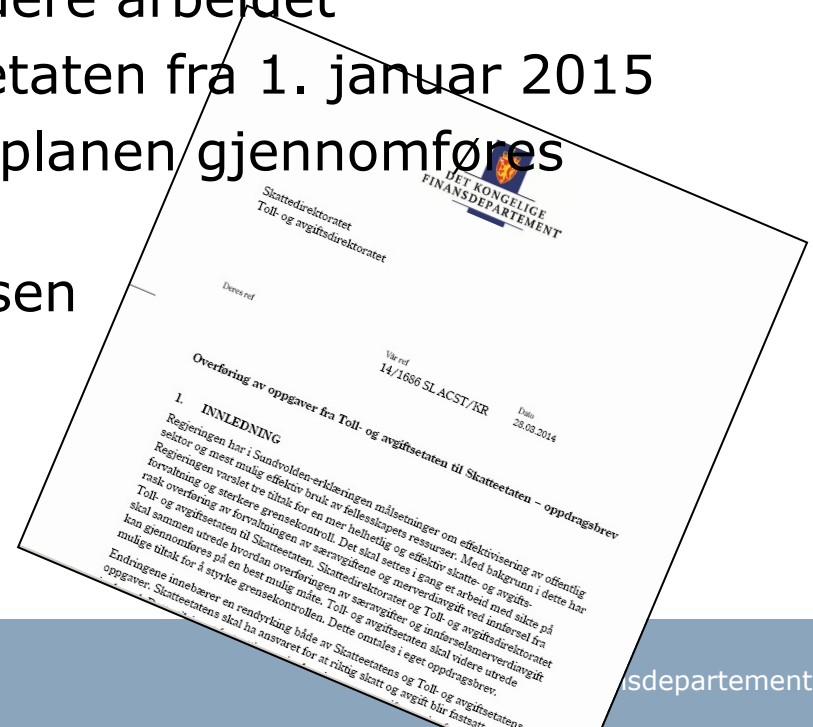 dere arbeidet
etaten fra 1. januar 2015
planen gjennomføres
sen
DET KONGELIGE
FINANSDEPARTEMENT
Skattedirektoratet
Toll- og avgiftsdirektoratet
Deres ref
Vår ref
14/1686 SL ACST/KR
Dato
28.03.2014
Overføring av oppgaver fra Toll- og avgiftsetaten til Skatteetaten – oppdragsbrev
1. INNLEDNING
Regjeringen har i Sundvolden-erklæringen målsetninger om effektivisering av offentlig
sektor og mest mulig effektiv bruk av fellesskapets ressurser. Med bakgrunn i dette har
Regjeringen varslet tre tiltak for en mer helhetlig og effektiv skatte- og avgifts-
forvaltning og sterkere grensekontroll. Det skal settes i gang et arbeid med sikte på
rask overføring av forvaltningen av særavgiftene og merverdiavgift ved innførsel fra
Toll- og avgiftsetaten til Skatteetaten. Skattedirektoratet og Toll- og avgiftsdirektoratet
skal sammen utrede hvordan overføringen av særavgifter og innførselsmerverdiavgift
kan gjennomføres på en best mulig måte. Toll- og avgiftsetaten skal videre utrede
mulige tiltak for å styrke grensekontrollen. Dette omtales i eget oppdragsbrev.
Endringene innebærer en rendyrking både av Skatteetatens og Toll- og avgiftsetatens
oppgaver. Skatteetatens skal ha ansvaret for at riktig skatt og avgift blir fastsatt
isdepartement